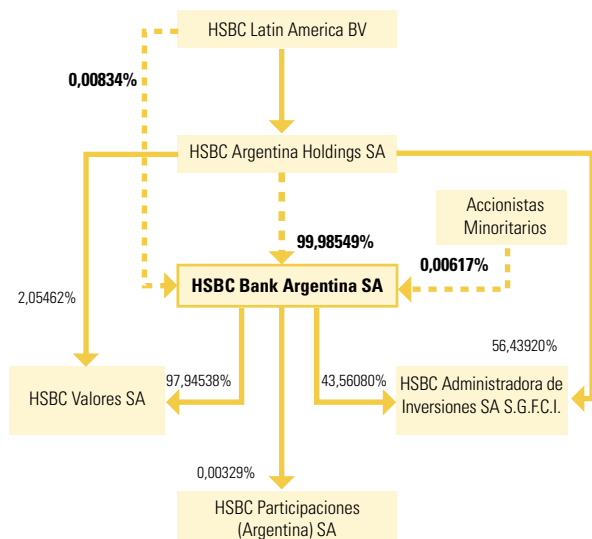 HSBC Latin America BV
0,00834%
HSBC Argentina Holdings SA
Accionistas
Minoritarios
99,98549%
0,00617%
HSBC Bank Argentina SA
2,05462%
56,43920%
97,94538%
43,56080%
HSBC Valores SA
HSBC Administradora de
Inversiones SA S.G.F.C.I.
0,00329%
HSBC Participaciones
(Argentina) SA